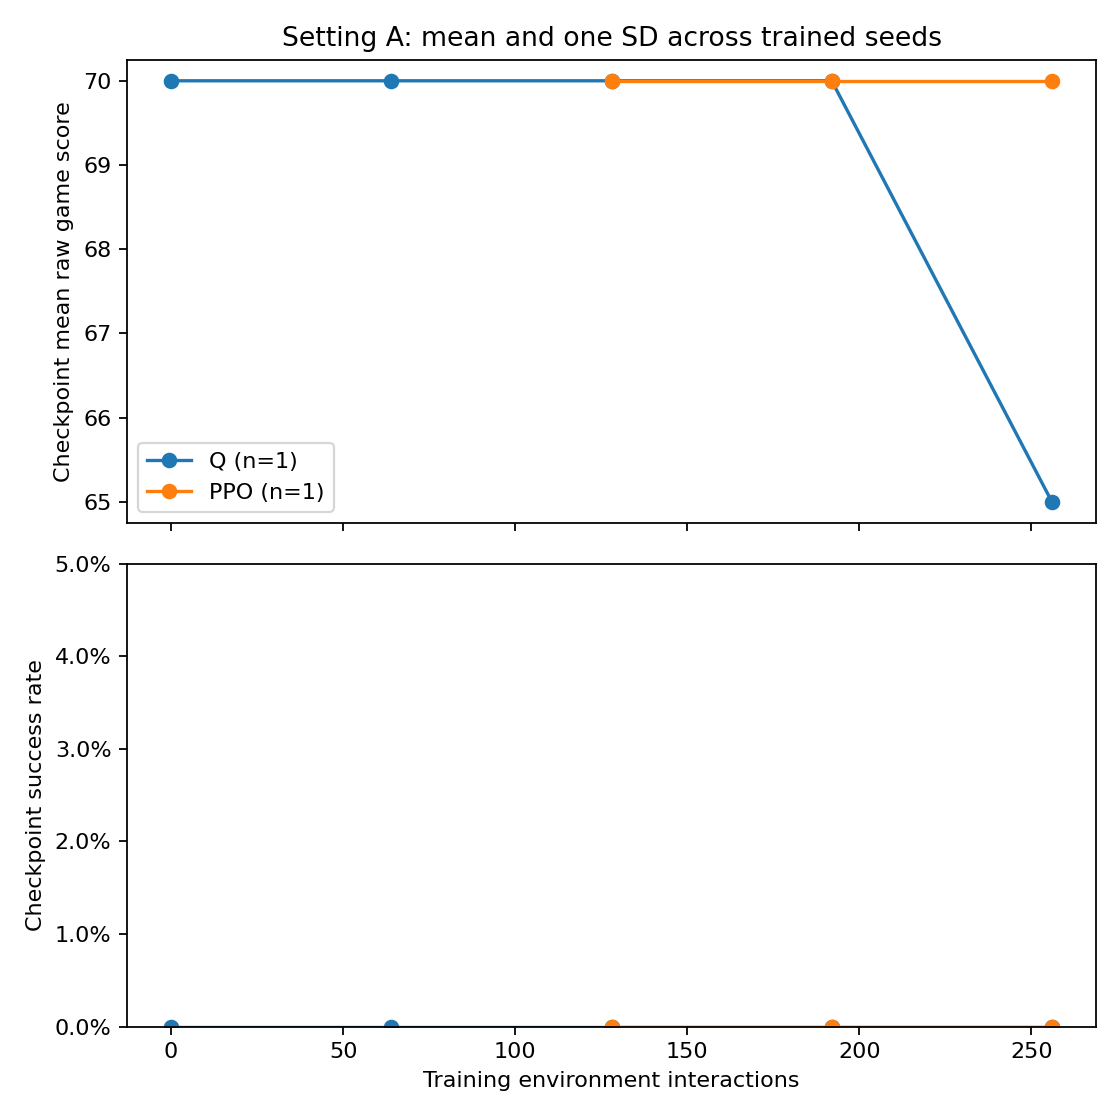 Setting A: mean and one SD across trained seeds
Checkpoint mean raw game score
70
69
68
67
66
65
Q (n=1)
PPO (n=1)
Checkpoint success rate
5.0%
4.0%
3.0%
2.0%
1.0%
0.0%
0 50 100 150 200 250
Training environment interactions